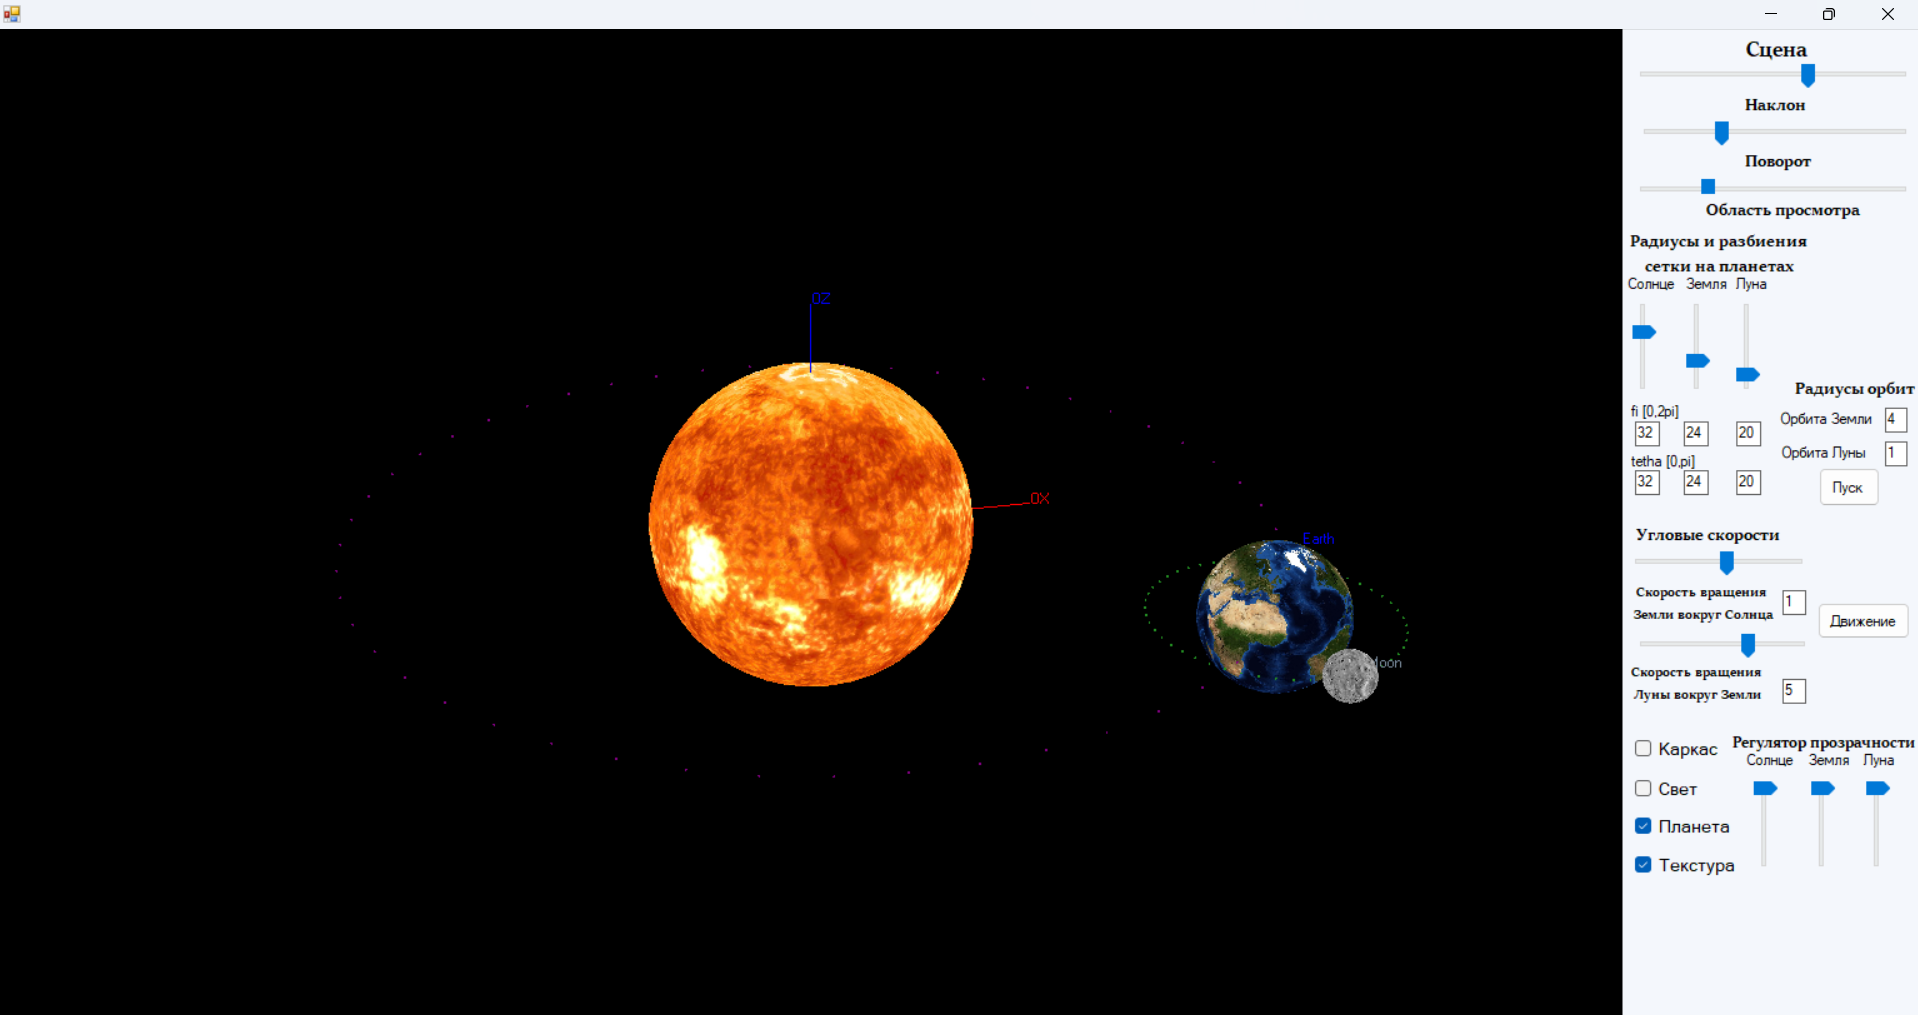 Сцена
Наклон
Поворот
Область просмотра
Радиусы и разбиения
сетки на планетах
Солнце Земля Луна
Радиусы орбит
fi [0,2pi]
32 24 20
Орбита Земли 4
Орбита Луны 1
tetha [0,pi]
32 24 20
Пуск
Угловые скорости
Скорость вращения
Земли вокруг Солнца 1
Движение
Скорость вращения
Луны вокруг Земли 5
Каркас
Регулятор прозрачности
Солнце Земля Луна
Свет
Планета
Текстура
0Z
0X
Earth